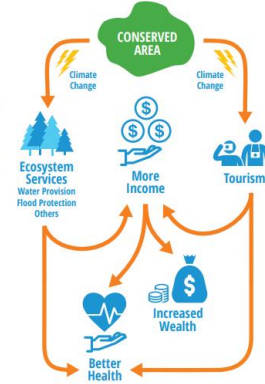 CONSERVED
AREA
Climate
Change
Climate
Change
Ecosystem
Services
Water Provision
Flood Protection
Others
$
$ $
More
Income
Tourism
$
Increased
Wealth
Better
Health